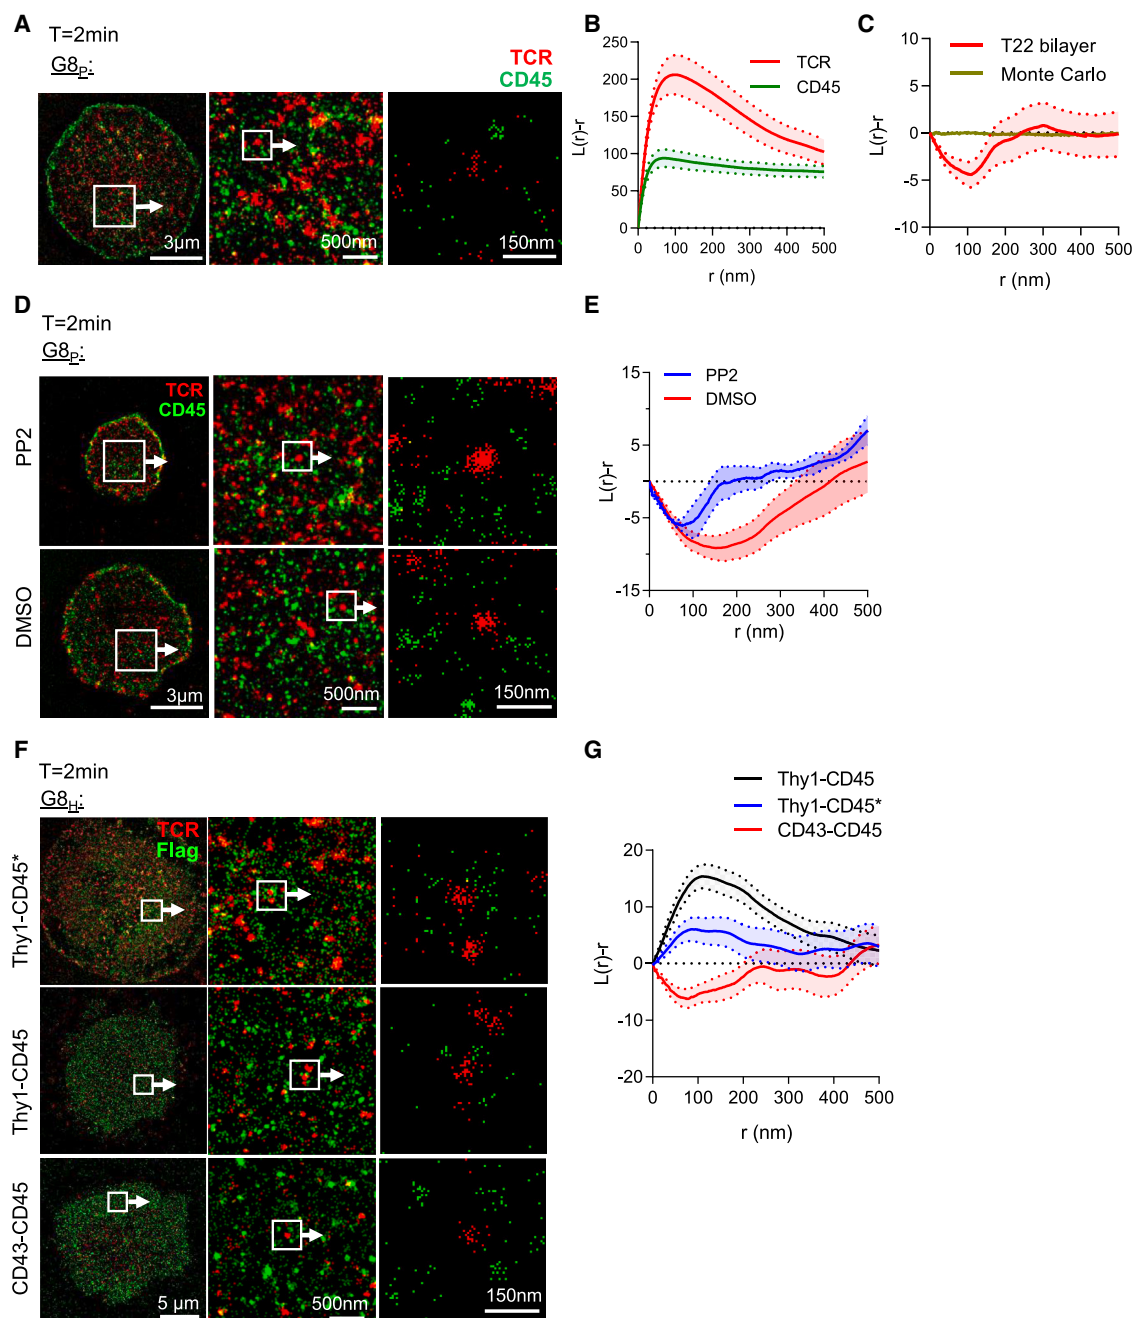 A
T=2min
G8P:
TCR
CD45
3µm
500nm
150nm
B
250
200
150
100
50
0
L(r)-r
0 100 200 300 400 500
r (nm)
TCR
CD45
C
10
5
0
-5
-10
L(r)-r
0 100 200 300 400 500
r (nm)
T22 bilayer
Monte Carlo
D
T=2min
G8P:
PP2
TCR
CD45
DMSO
3µm
500nm
150nm
E
15
5
-5
-15
L(r)-r
0 100 200 300 400 500
r (nm)
PP2
DMSO
F
T=2min
G8H:
Thy1-CD45*
TCR
Flag
Thy1-CD45
CD43-CD45
5 µm
500nm
150nm
G
Thy1-CD45
Thy1-CD45*
CD43-CD45
20
10
0
-10
-20
L(r)-r
0 100 200 300 400 500
r (nm)